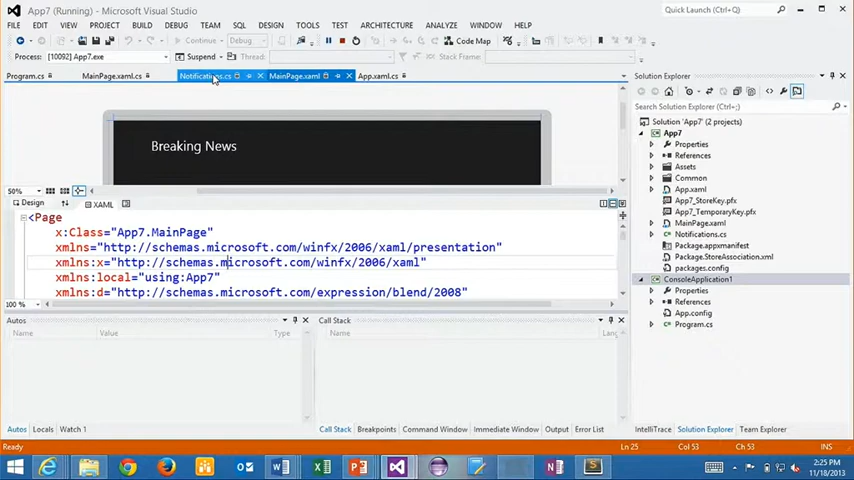 App7 (Running) - Microsoft Visual Studio
Quick Launch (Ctrl+Q)
FILE EDIT VIEW PROJECT BUILD DEBUG TEAM SQL DESIGN TOOLS TEST ARCHITECTURE ANALYZE WINDOW HELP
Continue Debug Code Map
Process: [10092] App7.exe Suspend Thread: Stack Frame:
Program.cs MainPage.xaml.cs Notifications.cs MainPage.xaml App.xaml.cs
Solution Explorer
Search Solution Explorer (Ctrl+;)
Solution 'App7' (2 projects)
App7
Properties
References
Assets
Common
App.xaml
App7_StoreKey.pfx
App7_TemporaryKey.pfx
MainPage.xaml
Notifications.cs
Package.appxmanifest
Package.StoreAssociation.xml
packages.config
ConsoleApplication1
Properties
References
App.config
Program.cs
Breaking News
50%
Design XAML
<Page
x:Class="App7.MainPage"
xmlns="http://schemas.microsoft.com/winfx/2006/xaml/presentation"
xmlns:x="http://schemas.microsoft.com/winfx/2006/xaml"
xmlns:local="using:App7"
xmlns:d="http://schemas.microsoft.com/expression/blend/2008"
100 %
Autos
Name Value Type
Call Stack
Name
Autos Locals Watch 1
Call Stack Breakpoints Command Window Immediate Window Output Error List
IntelliTrace Solution Explorer Team Explorer
Ready Ln 25 Col 53 Ch 53 INS
2:25 PM
11/18/2013